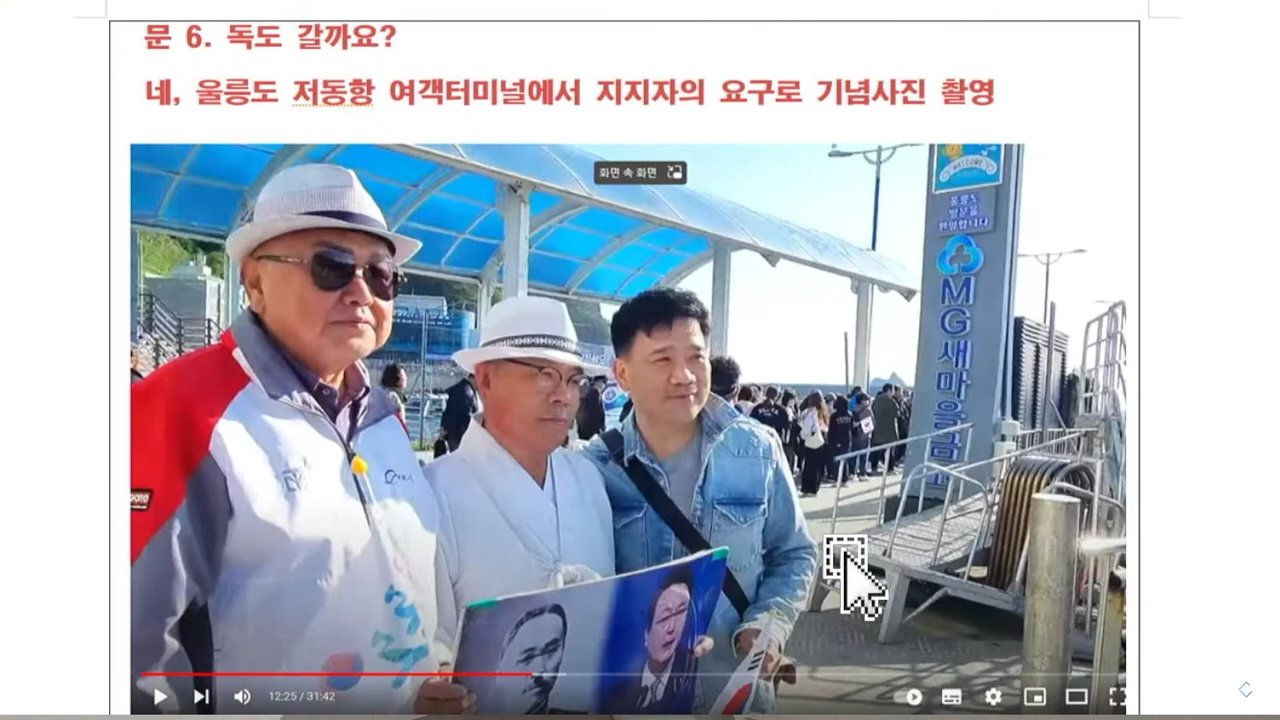 문 6. 독도 갈까요?
네, 울릉도 저동항 여객터미널에서 지지자의 요구로 기념사진 촬영
화면 속 화면
WELCOME
방문을
환영합니다
MG새마을금고
12:25 / 31:42